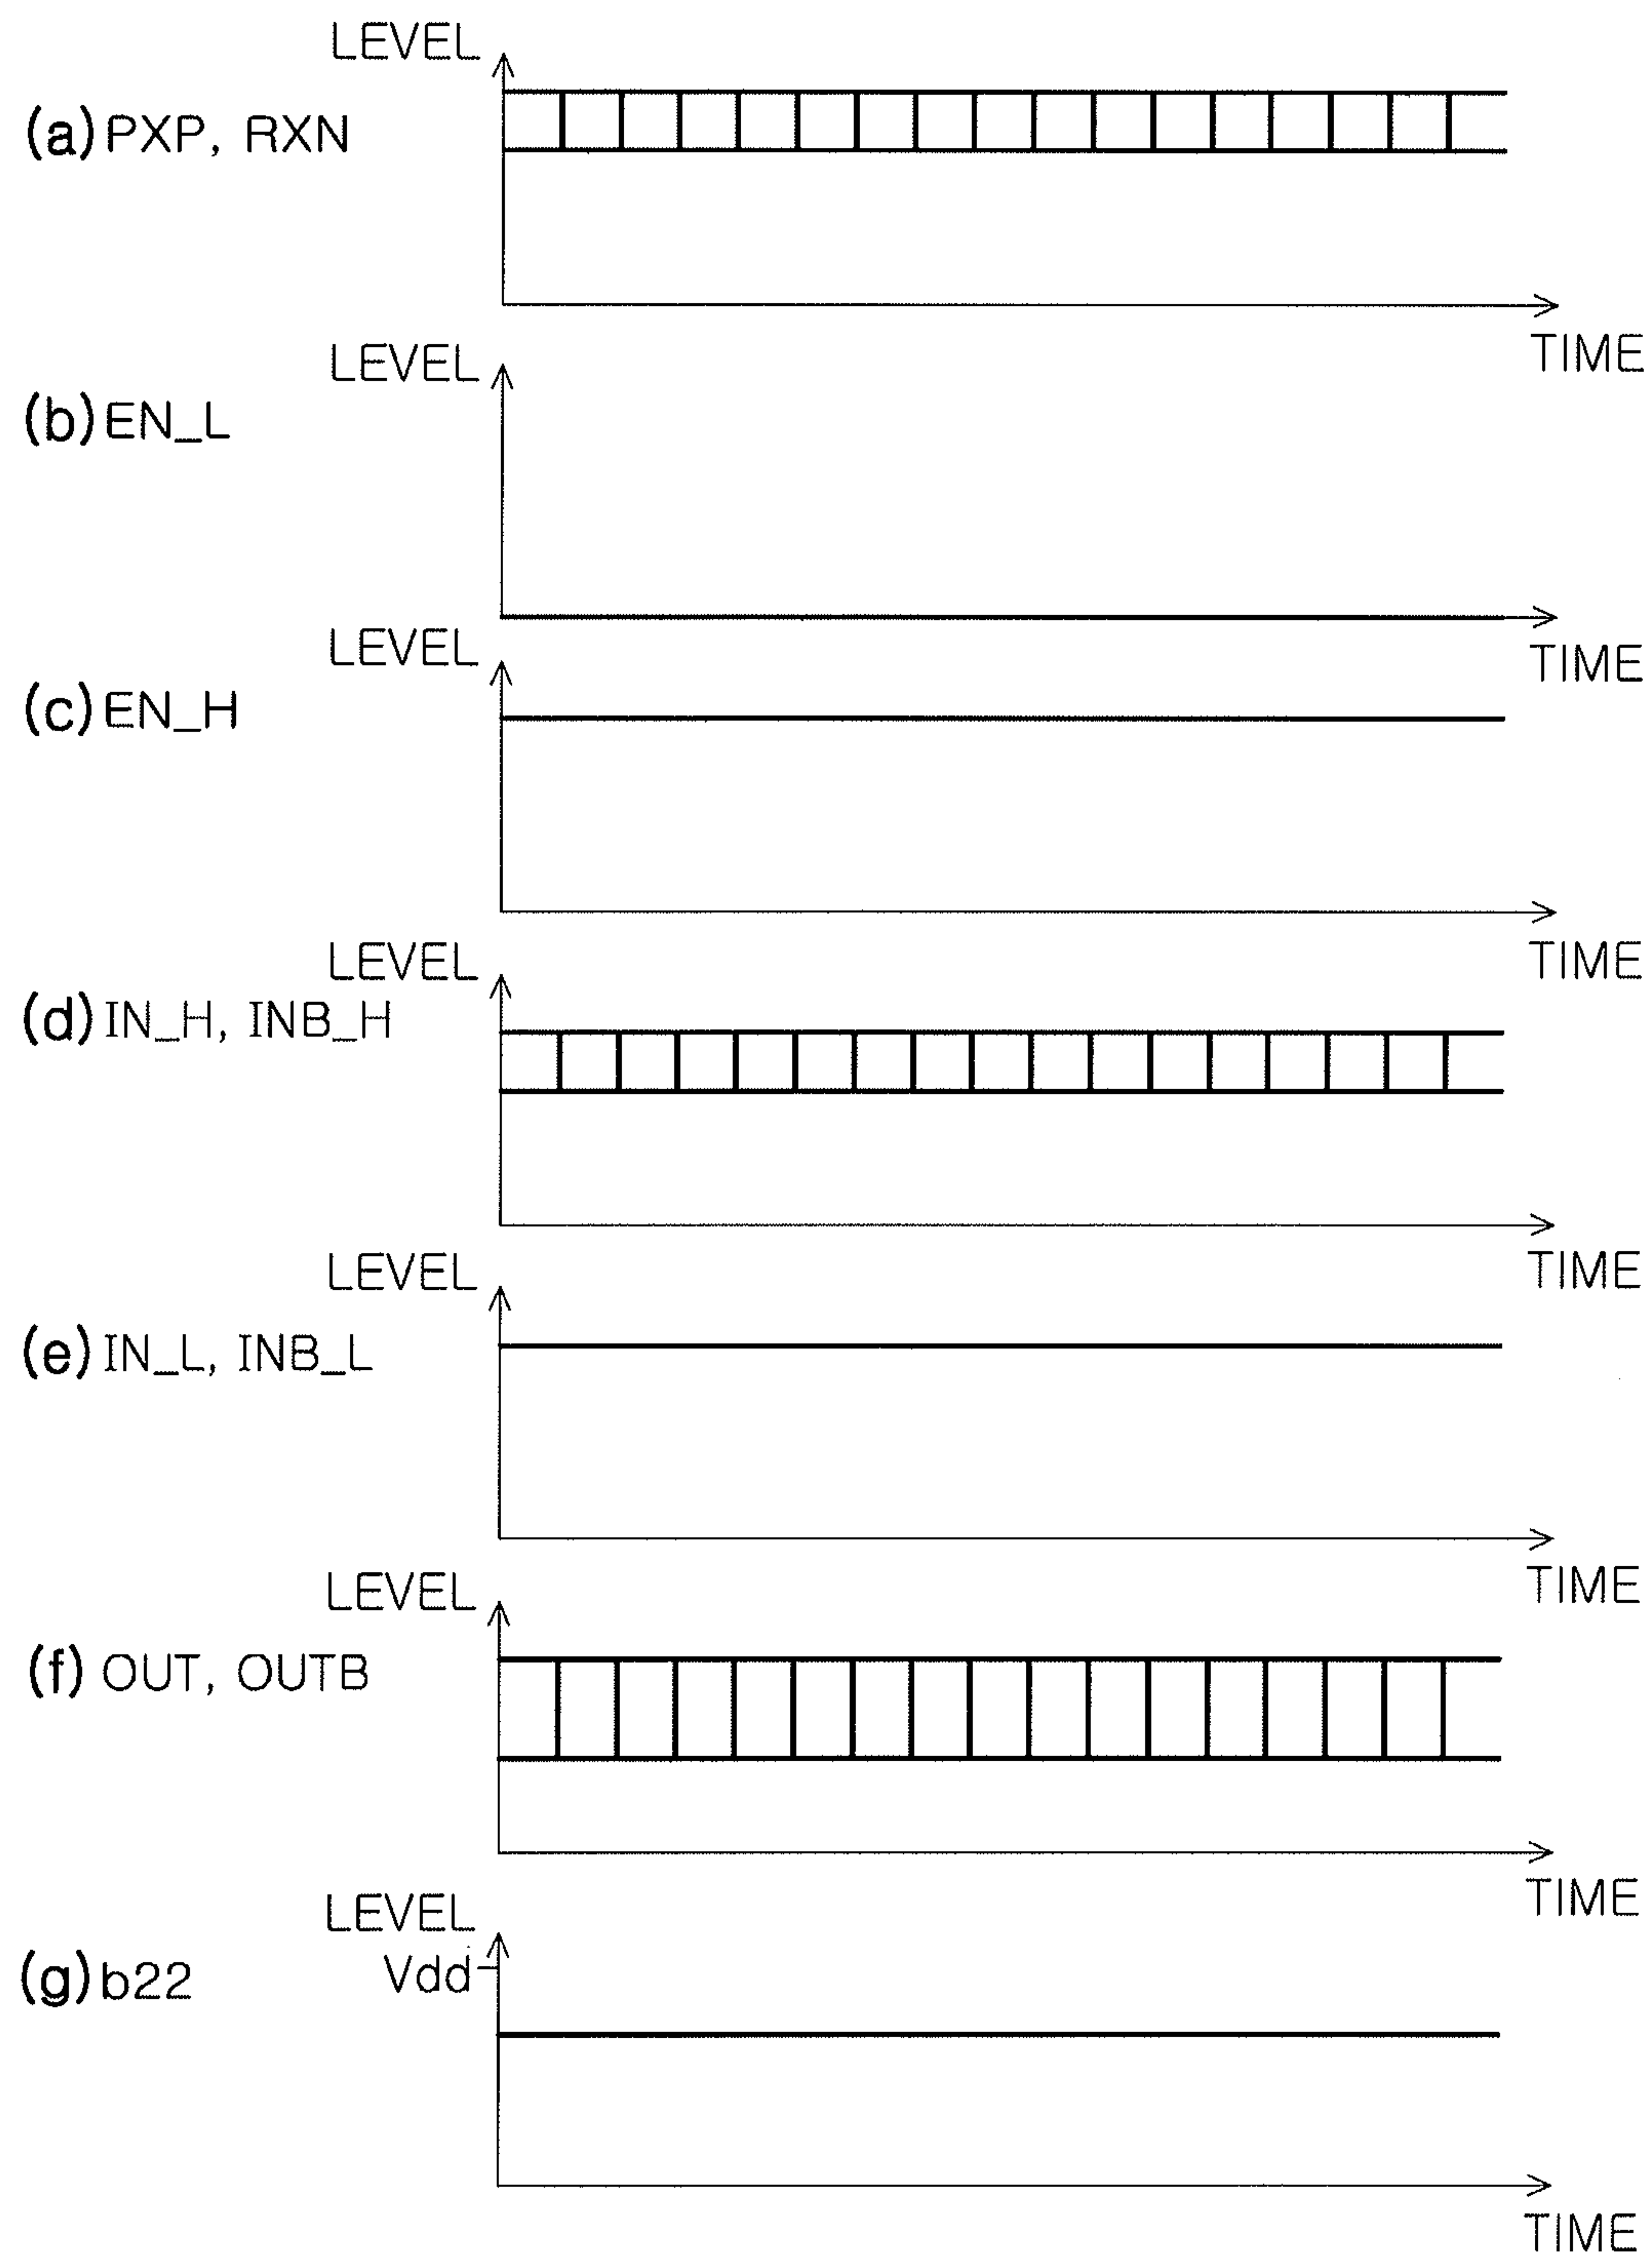 LEVEL
(a) PXP, RXN
TIME
LEVEL
(b) EN_L
TIME
LEVEL
(c) EN_H
TIME
LEVEL
(d) IN_H, INB_H
TIME
LEVEL
(e) IN_L, INB_L
TIME
LEVEL
(f) OUT, OUTB
TIME
LEVEL
(g) b22
Vdd
TIME